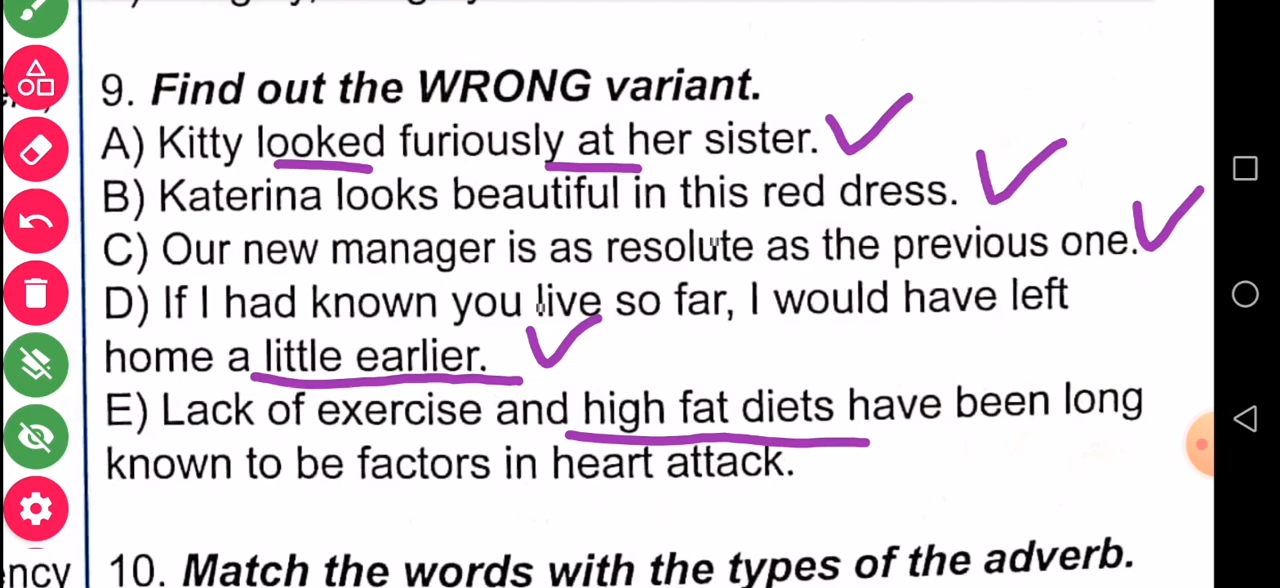 9. Find out the WRONG variant.
A) Kitty looked furiously at her sister.
B) Katerina looks beautiful in this red dress.
C) Our new manager is as resolute as the previous one.
D) If I had known you live so far, I would have left
home a little earlier.
E) Lack of exercise and high fat diets have been long
known to be factors in heart attack.
ncy 10. Match the words with the types of the adverb.